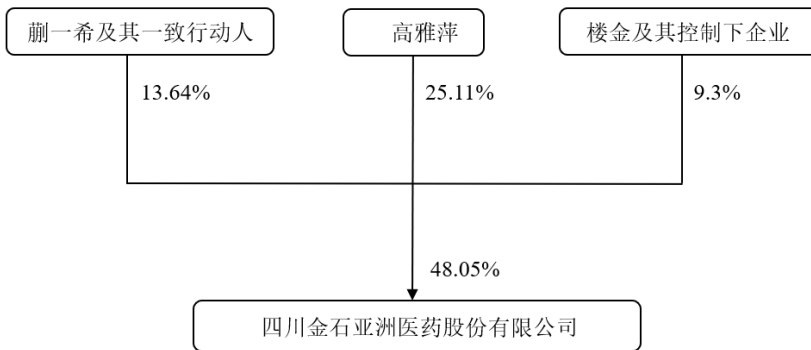 蒯一希及其一致行动人
高雅萍
楼金及其控制下企业
13.64%
25.11%
9.3%
48.05%
四川金石亚洲医药股份有限公司